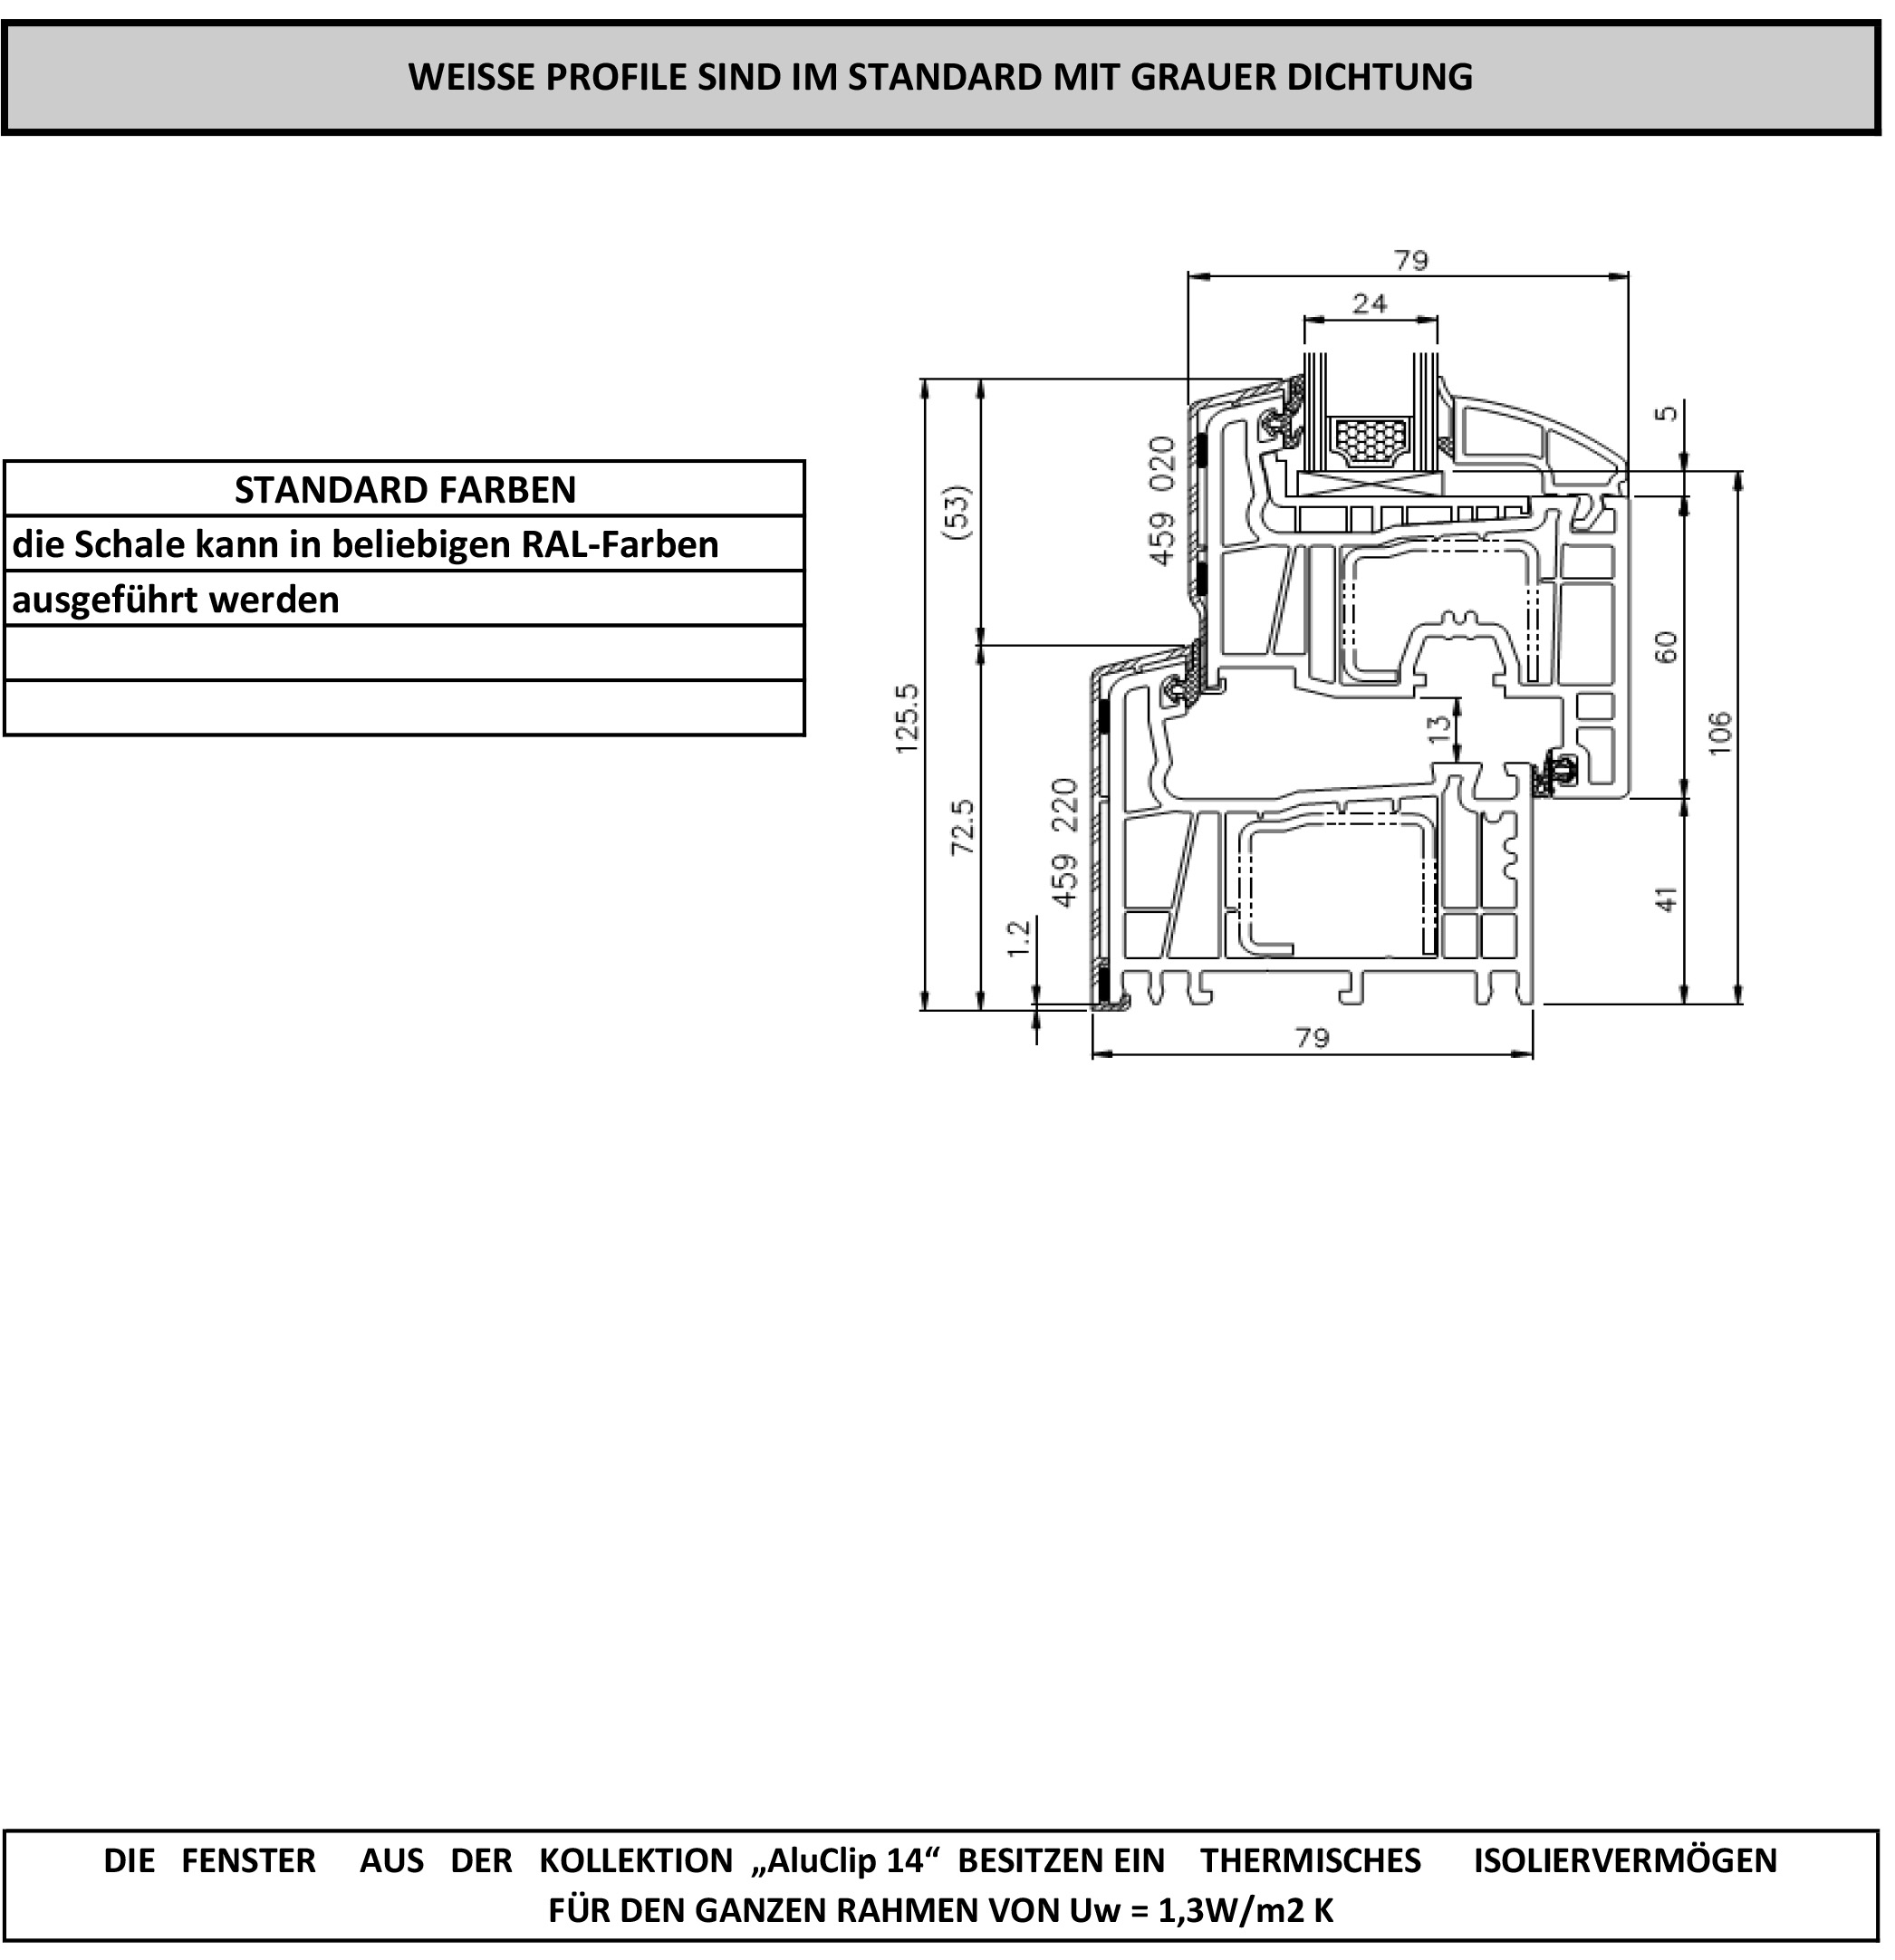 WEISSE PROFILE SIND IM STANDARD MIT GRAUER DICHTUNG
79
24
5
459 020
(53)
STANDARD FARBEN
die Schale kann in beliebigen RAL-Farben
ausgeführt werden
60
125.5
106
13
72.5
459 220
41
1.2
79
DIE FENSTER AUS DER KOLLEKTION „AluClip 14“ BESITZEN EIN THERMISCHES ISOLIERVERMÖGEN
FÜR DEN GANZEN RAHMEN VON Uw = 1,3W/m2 K